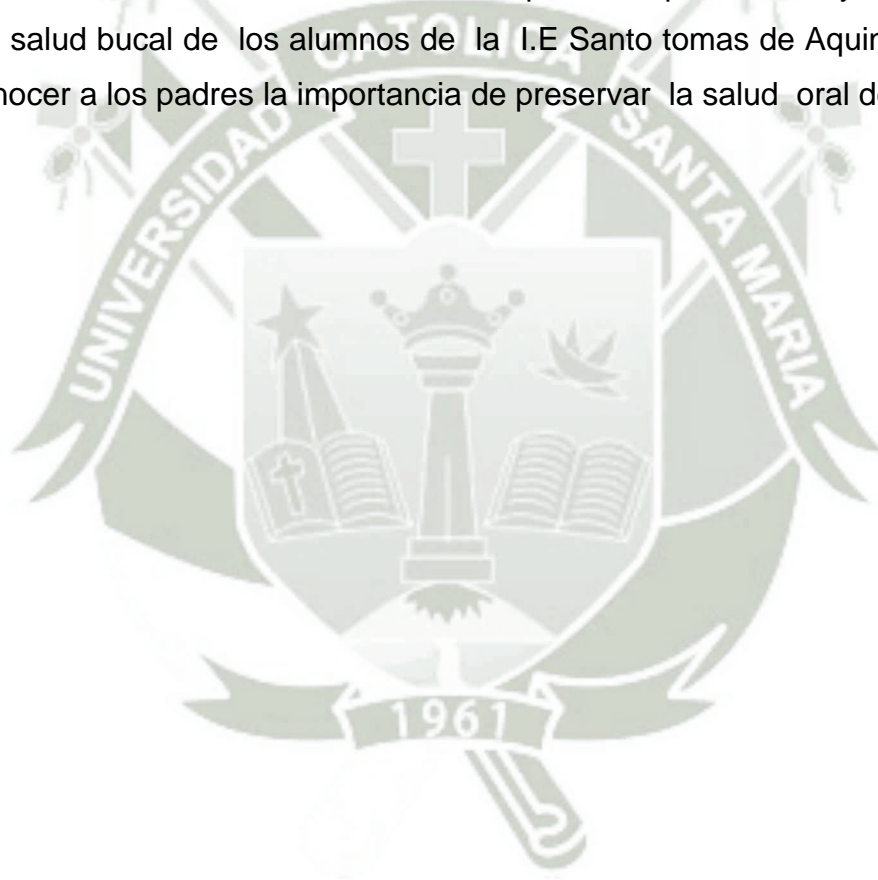 salud bucal de los alumnos de la I.E Santo tomas de Aquin
nocer a los padres la importancia de preservar la salud oral d
UNIVERSIDAD CATOLICA SANTA MARIA
1961